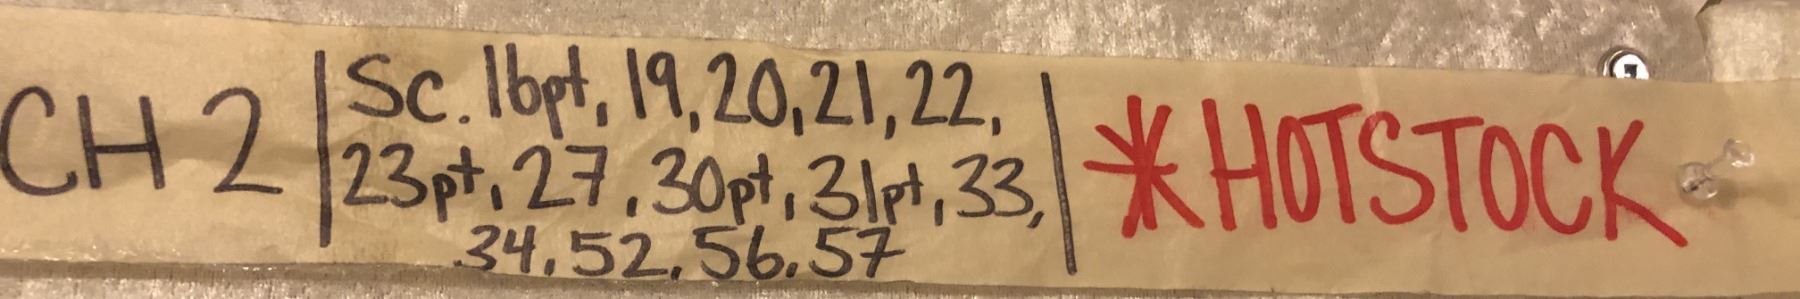 CH 2 | Sc. 16pt, 19, 20, 21, 22, | *HOTSTOCK
23pt, 27, 30pt, 31pt, 33,
34, 52, 56, 57